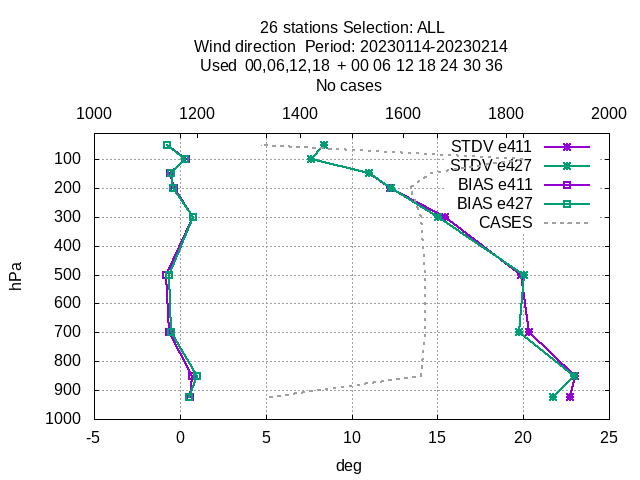 26 stations Selection: ALL
Wind direction  Period: 20230114-20230214
Used  00,06,12,18  + 00 06 12 18 24 30 36
No cases
1000 1200 1400 1600 1800 2000
STDV e411
STDV e427
BIAS e411
BIAS e427
CASES
100
200
300
400
500
600
700
800
900
1000
hPa
-5 0 5 10 15 20 25
deg